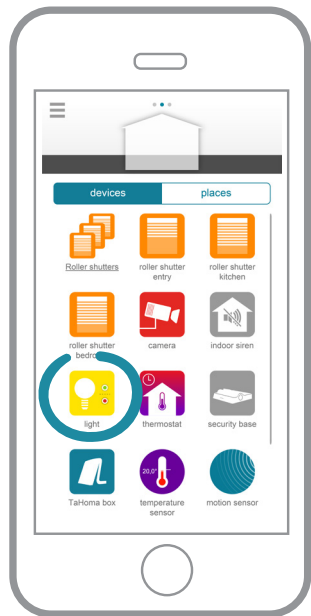 devices
places
Roller shutters
roller shutter
entry
roller shutter
kitchen
roller shutter
bedroom
camera
indoor siren
light
thermostat
security base
20,0°
TaHoma box
temperature
sensor
motion sensor